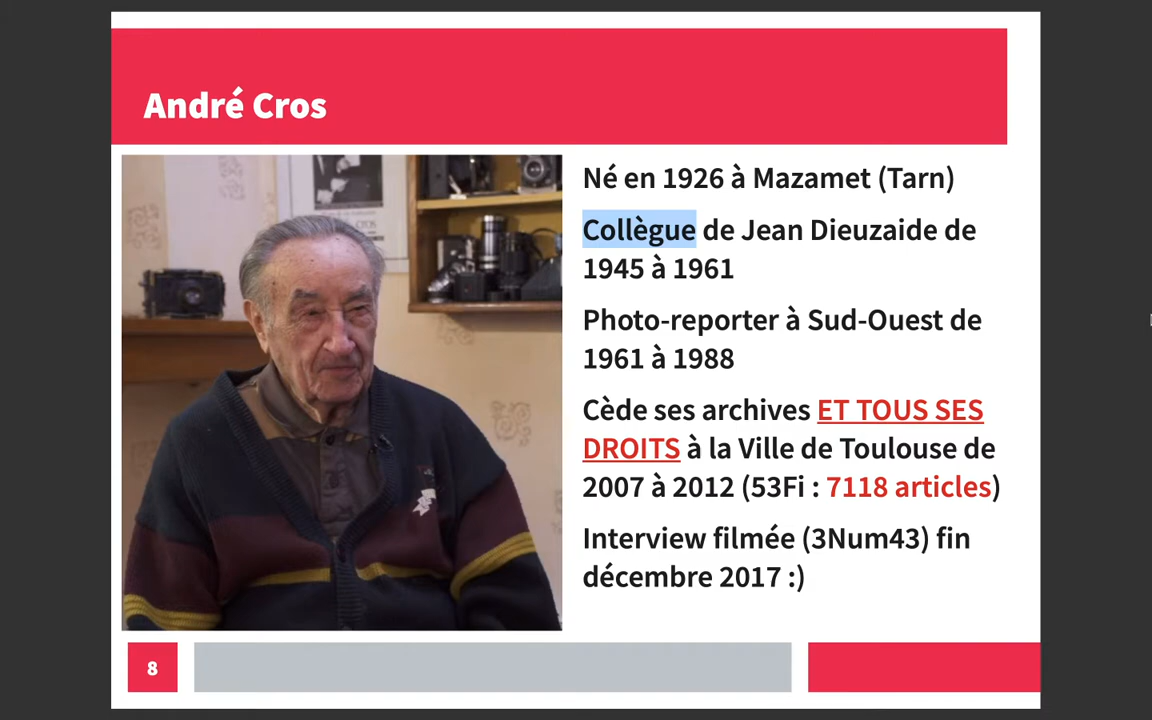 André Cros
Né en 1926 à Mazamet (Tarn)
Collègue de Jean Dieuzaide de
1945 à 1961
Photo-reporter à Sud-Ouest de
1961 à 1988
Cède ses archives ET TOUS SES
DROITS à la Ville de Toulouse de
2007 à 2012 (53Fi : 7118 articles)
Interview filmée (3Num43) fin
décembre 2017 :)
8